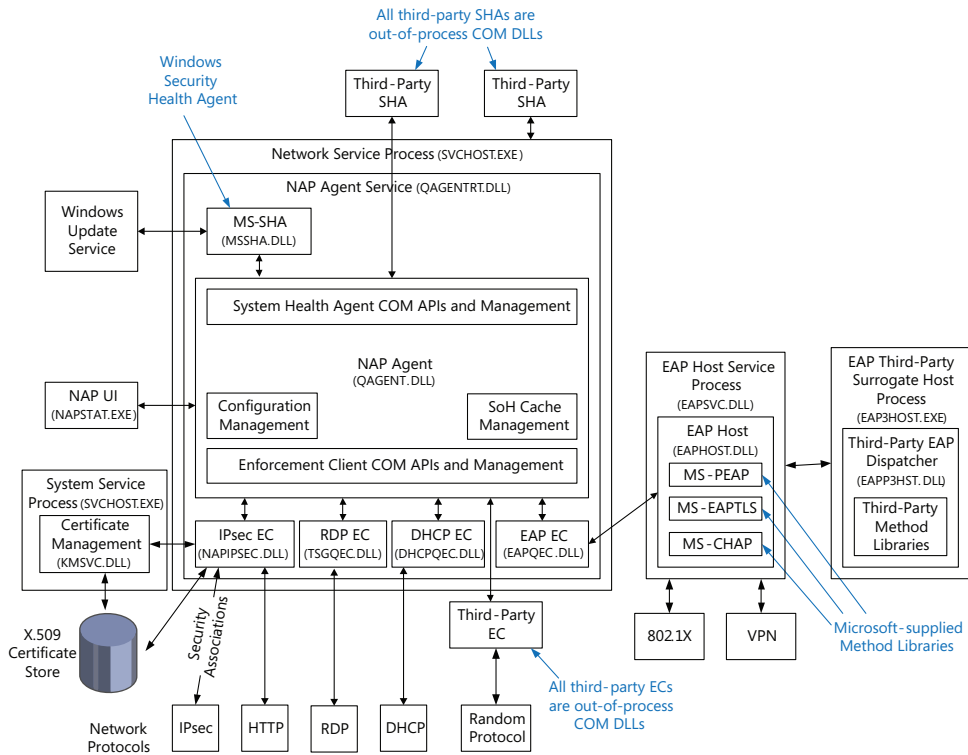 All third-party SHAs are
out-of-process COM DLLs
Windows
Security
Health Agent
Third-Party
SHA
Third-Party
SHA
Network Service Process (SVCHOST.EXE)
NAP Agent Service (QAGENTRT.DLL)
Windows
Update
Service
MS-SHA
(MSSHA.DLL)
System Health Agent COM APIs and Management
NAP Agent
(QAGENT.DLL)
NAP UI
(NAPSTAT.EXE)
Configuration
Management
SoH Cache
Management
Enforcement Client COM APIs and Management
EAP Host Service
Process
(EAPSVC.DLL)
EAP Host
(EAPHOST.DLL)
MS-PEAP
MS-EAPTLS
MS-CHAP
EAP Third-Party
Surrogate Host
Process
(EAP3HOST.EXE)
Third-Party EAP
Dispatcher
(EAPP3HST.DLL)
Third-Party
Method
Libraries
System Service
Process (SVCHOST.EXE)
Certificate
Management
(KMSVC.DLL)
IPsec EC
(NAPIPSEC.DLL)
RDP EC
(TSGQEC.DLL)
DHCP EC
(DHCPQEC.DLL)
EAP EC
(EAPQEC.DLL)
X.509
Certificate
Store
Security
Associations
Third-Party
EC
802.1X
VPN
Microsoft-supplied
Method Libraries
All third-party ECs
are out-of-process
COM DLLs
Network
Protocols
IPsec
HTTP
RDP
DHCP
Random
Protocol